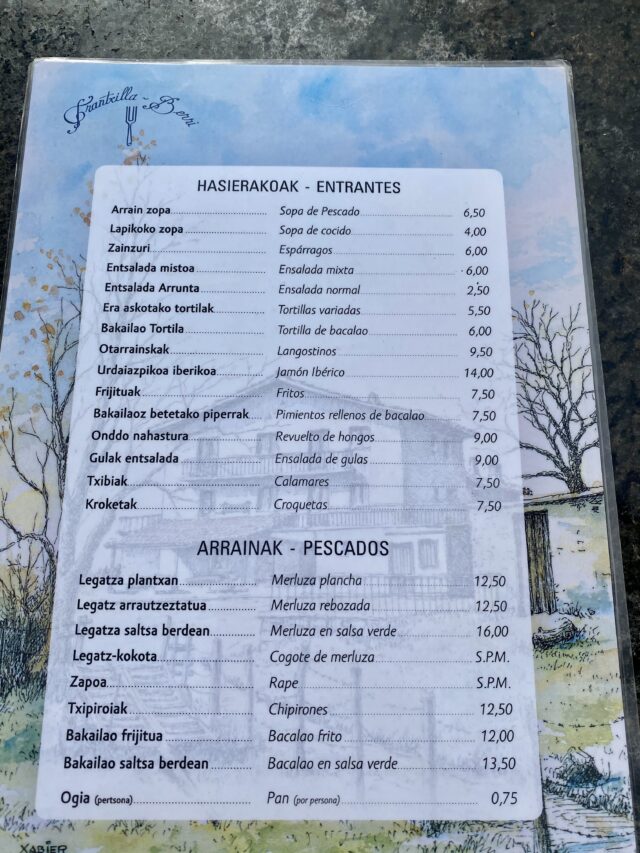 Frantxilla-Berri
HASIERAKOAK - ENTRANTES
Arrain zopa Sopa de Pescado 6,50
Lapikoko zopa Sopa de cocido 4,00
Zainzuri Espárragos 6,00
Entsalada mistoa Ensalada mixta 6,00
Entsalada Arrunta Ensalada normal 2,50
Era askotako tortilak Tortillas variadas 5,50
Bakailao Tortila Tortilla de bacalao 6,00
Otarrainskak Langostinos 9,50
Urdaiazpikoa iberikoa Jamón Ibérico 14,00
Frijituak Fritos 7,50
Bakailaoz betetako piperrak Pimientos rellenos de bacalao 7,50
Onddo nahastura Revuelto de hongos 9,00
Gulak entsalada Ensalada de gulas 9,00
Txibiak Calamares 7,50
Kroketak Croquetas 7,50
ARRAINAK - PESCADOS
Legatza plantxan Merluza plancha 12,50
Legatz arrautzeztatua Merluza rebozada 12,50
Legatza saltsa berdean Merluza en salsa verde 16,00
Legatz-kokota Cogote de merluza S.P.M.
Zapoa Rape S.P.M.
Txipiroiak Chipirones 12,50
Bakailao frijitua Bacalao frito 12,00
Bakailao saltsa berdean Bacalao en salsa verde 13,50
Ogia (pertsona) Pan (por persona) 0,75
XABIER